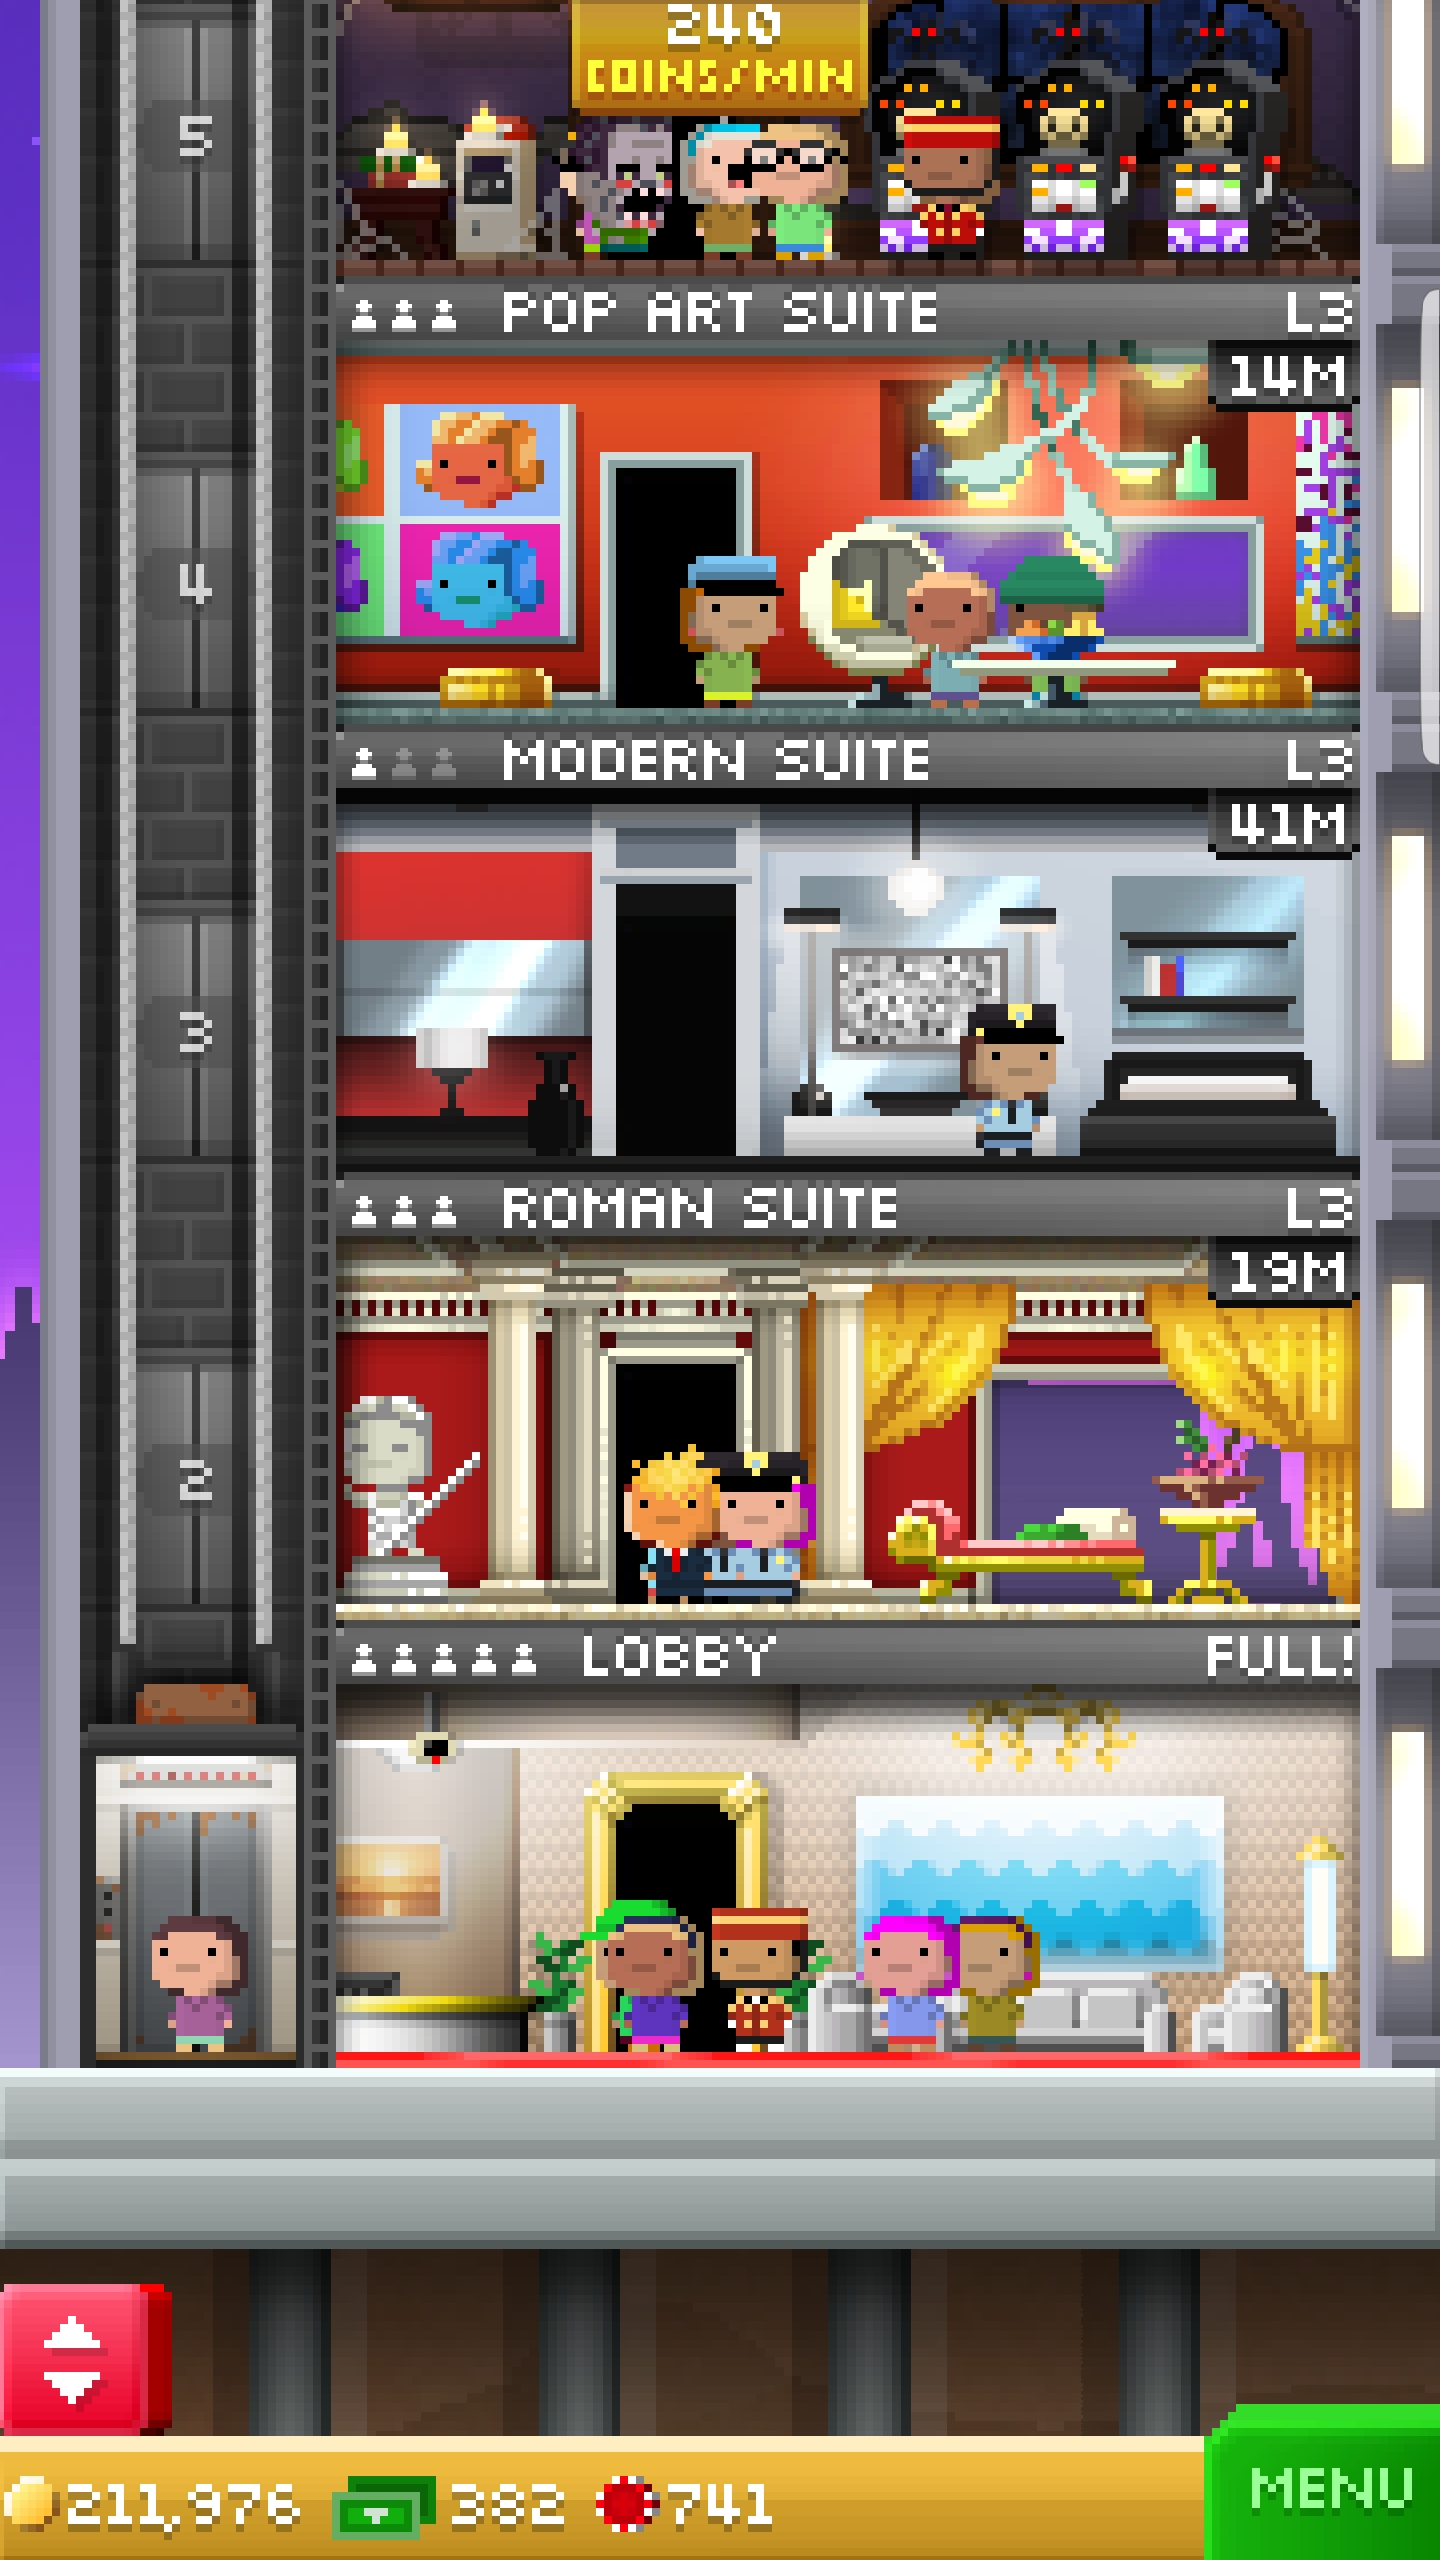 240
COINS/MIN
5
POP ART SUITE L3
14M
4
MODERN SUITE L3
41M
3
ROMAN SUITE L3
19M
2
LOBBY FULL!
211,976 382 741
MENU